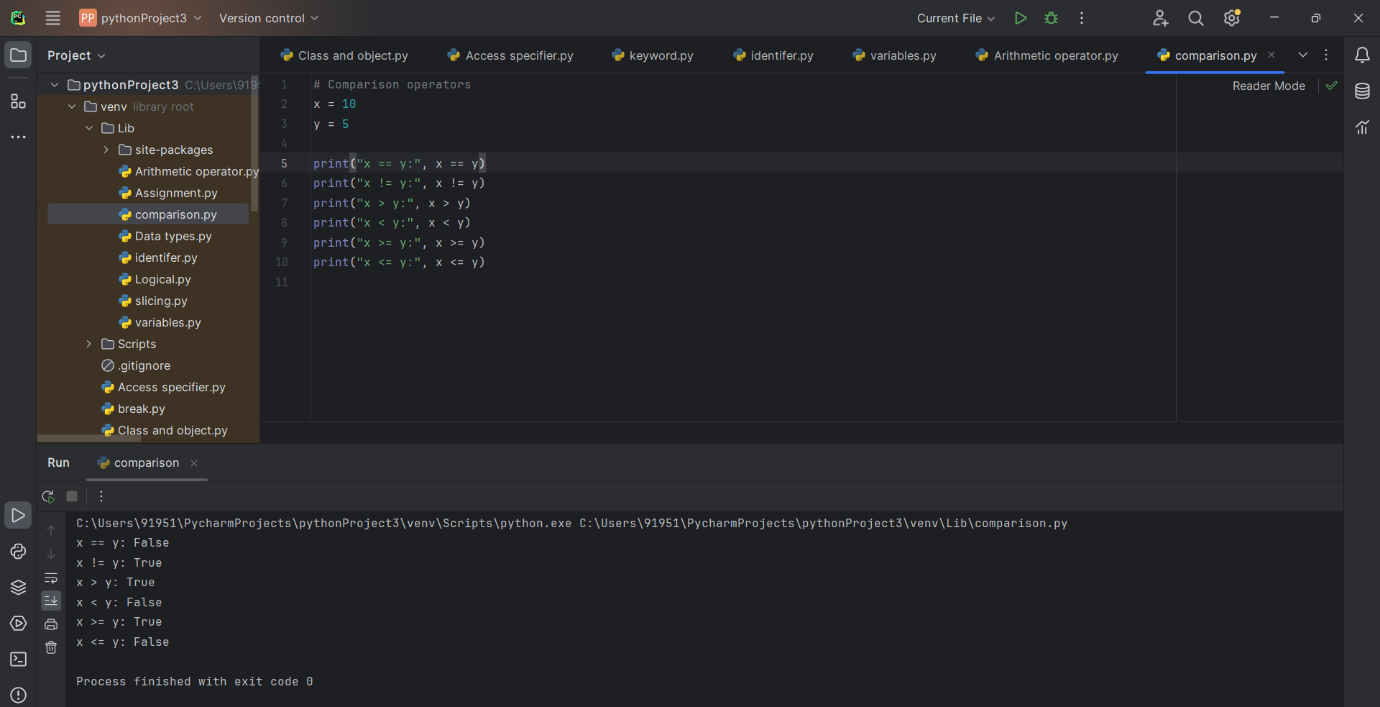 PC
PP pythonProject3 Version control Current File
Project
Class and object.py Access specifier.py keyword.py identifer.py variables.py Arithmetic operator.py comparison.py
pythonProject3 C:\Users\919
venv library root
Lib
site-packages
Arithmetic operator.py
Assignment.py
comparison.py
Data types.py
identifer.py
Logical.py
slicing.py
variables.py
Scripts
.gitignore
Access specifier.py
break.py
Class and object.py
Reader Mode
1 # Comparison operators
2 x = 10
3 y = 5
4
5 print("x == y:", x == y)
6 print("x != y:", x != y)
7 print("x > y:", x > y)
8 print("x < y:", x < y)
9 print("x >= y:", x >= y)
10 print("x <= y:", x <= y)
11
Run comparison
C:\Users\91951\PycharmProjects\pythonProject3\venv\Scripts\python.exe C:\Users\91951\PycharmProjects\pythonProject3\venv\Lib\comparison.py
x == y: False
x != y: True
x > y: True
x < y: False
x >= y: True
x <= y: False
Process finished with exit code 0